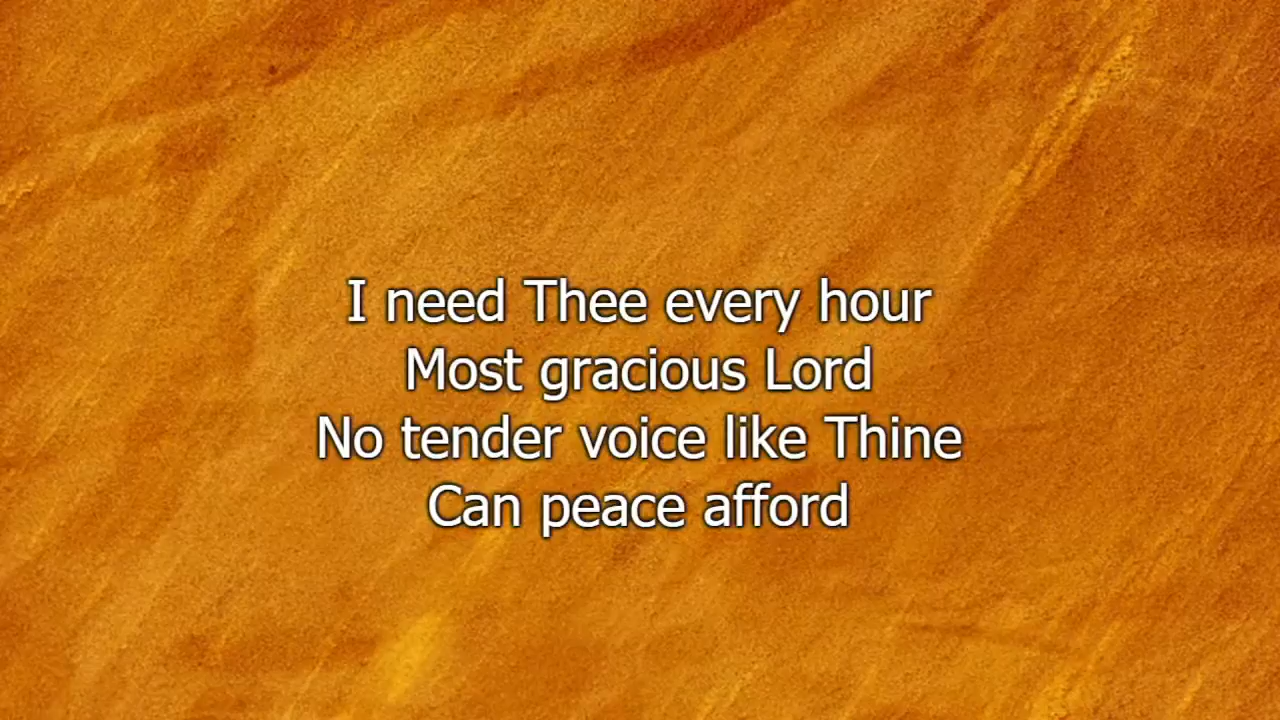 I need Thee every hour
Most gracious Lord
No tender voice like Thine
Can peace afford